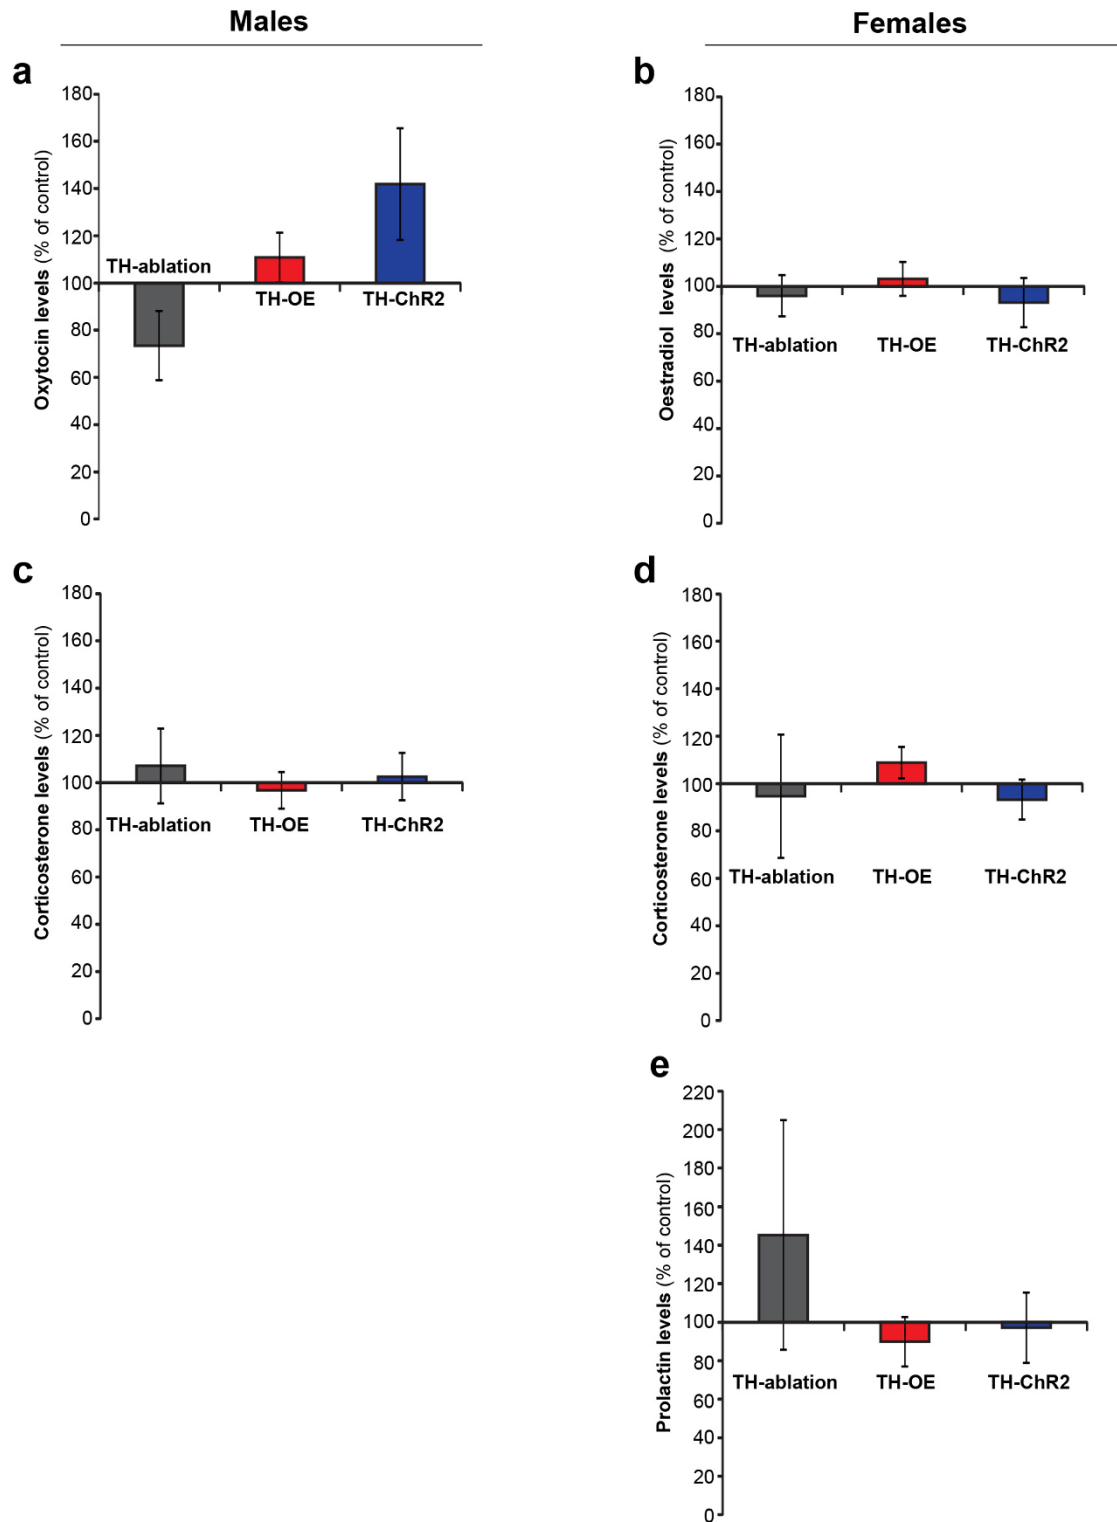 Males
Females
a
180
160
140
120
100
80
60
40
20
0
Oxytocin levels (% of control)
TH-ablation
TH-OE
TH-ChR2
b
180
160
140
120
100
80
60
40
20
0
Oestradiol levels (% of control)
TH-ablation
TH-OE
TH-ChR2
c
180
160
140
120
100
80
60
40
20
0
Corticosterone levels (% of control)
TH-ablation
TH-OE
TH-ChR2
d
180
160
140
120
100
80
60
40
20
0
Corticosterone levels (% of control)
TH-ablation
TH-OE
TH-ChR2
e
220
200
180
160
140
120
100
80
60
40
20
0
Prolactin levels (% of control)
TH-ablation
TH-OE
TH-ChR2